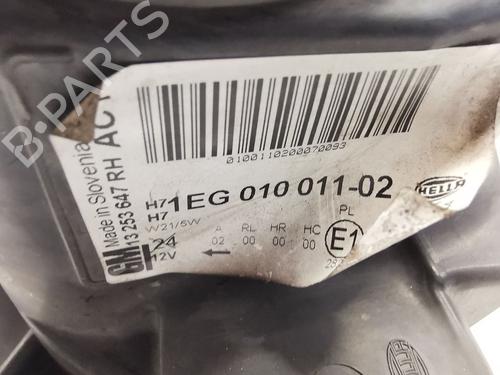 B-PARTS
GM
Made in Slovenia
13 253 647 RH
0100110200070093
H7
H7
1EG 010 011-02
HELLA
W21/5W
PL
24
A RL HR HC
02 00 00 00
E1
12V
HELLA